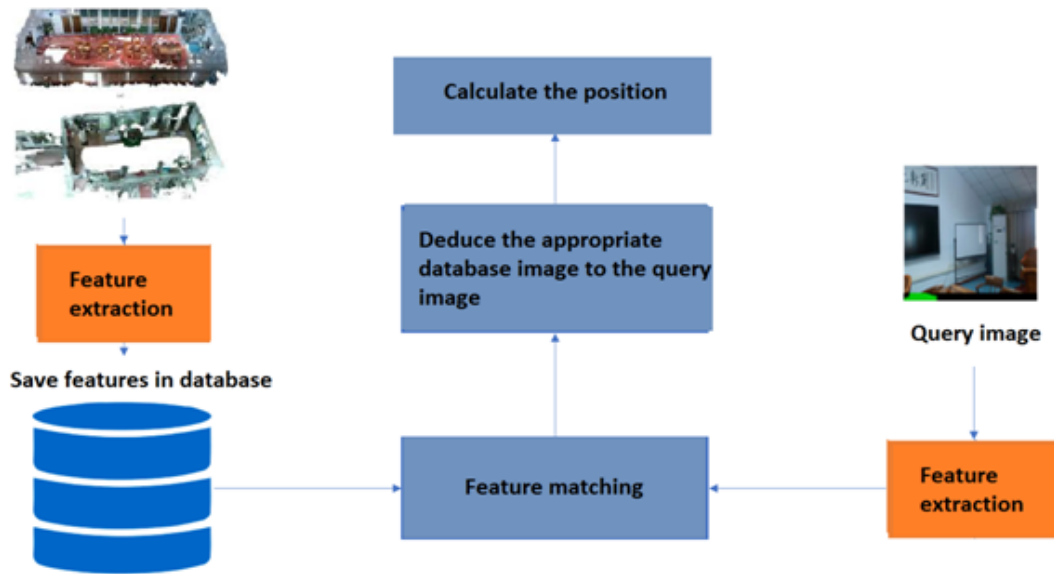 Calculate the position
Deduce the appropriate
database image to the query
image
Feature
extraction
Query image
Save features in database
Feature matching
Feature
extraction